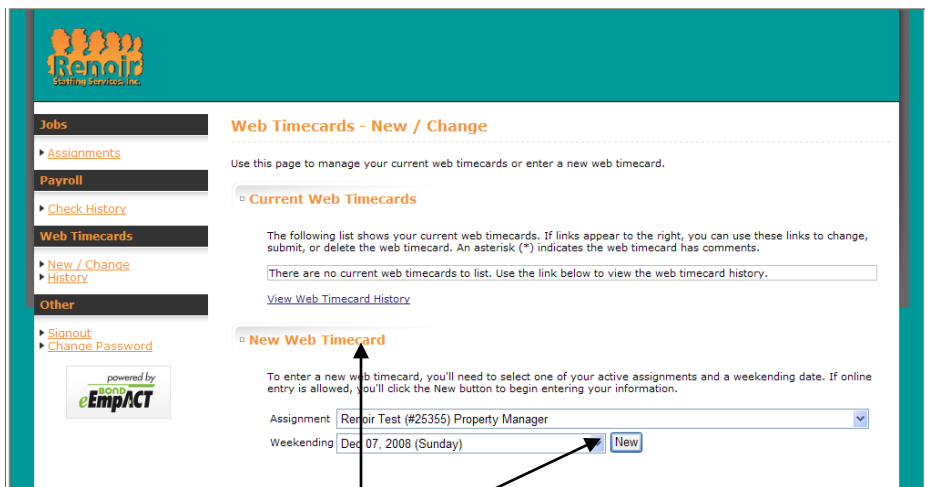 Renoir
Staffing Services, Inc.
Jobs
Assignments
Payroll
Check History
Web Timecards
New / Change
History
Other
Signout
Change Password
powered by
BOND
eEmpACT
Web Timecards - New / Change
Use this page to manage your current web timecards or enter a new web timecard.
Current Web Timecards
The following list shows your current web timecards. If links appear to the right, you can use these links to change,
submit, or delete the web timecard. An asterisk (*) indicates the web timecard has comments.
There are no current web timecards to list. Use the link below to view the web timecard history.
View Web Timecard History
New Web Timecard
To enter a new web timecard, you'll need to select one of your active assignments and a weekending date. If online
entry is allowed, you'll click the New button to begin entering your information.
Assignment Renoir Test (#25355) Property Manager
Weekending Dec 07, 2008 (Sunday) New